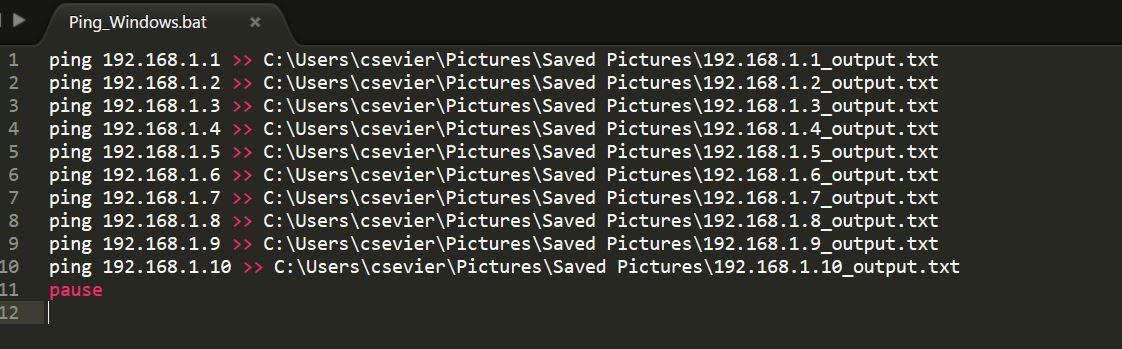 Ping_Windows.bat ×
1 ping 192.168.1.1 >> C:\Users\csevier\Pictures\Saved Pictures\192.168.1.1_output.txt
2 ping 192.168.1.2 >> C:\Users\csevier\Pictures\Saved Pictures\192.168.1.2_output.txt
3 ping 192.168.1.3 >> C:\Users\csevier\Pictures\Saved Pictures\192.168.1.3_output.txt
4 ping 192.168.1.4 >> C:\Users\csevier\Pictures\Saved Pictures\192.168.1.4_output.txt
5 ping 192.168.1.5 >> C:\Users\csevier\Pictures\Saved Pictures\192.168.1.5_output.txt
6 ping 192.168.1.6 >> C:\Users\csevier\Pictures\Saved Pictures\192.168.1.6_output.txt
7 ping 192.168.1.7 >> C:\Users\csevier\Pictures\Saved Pictures\192.168.1.7_output.txt
8 ping 192.168.1.8 >> C:\Users\csevier\Pictures\Saved Pictures\192.168.1.8_output.txt
9 ping 192.168.1.9 >> C:\Users\csevier\Pictures\Saved Pictures\192.168.1.9_output.txt
10 ping 192.168.1.10 >> C:\Users\csevier\Pictures\Saved Pictures\192.168.1.10_output.txt
11 pause
12